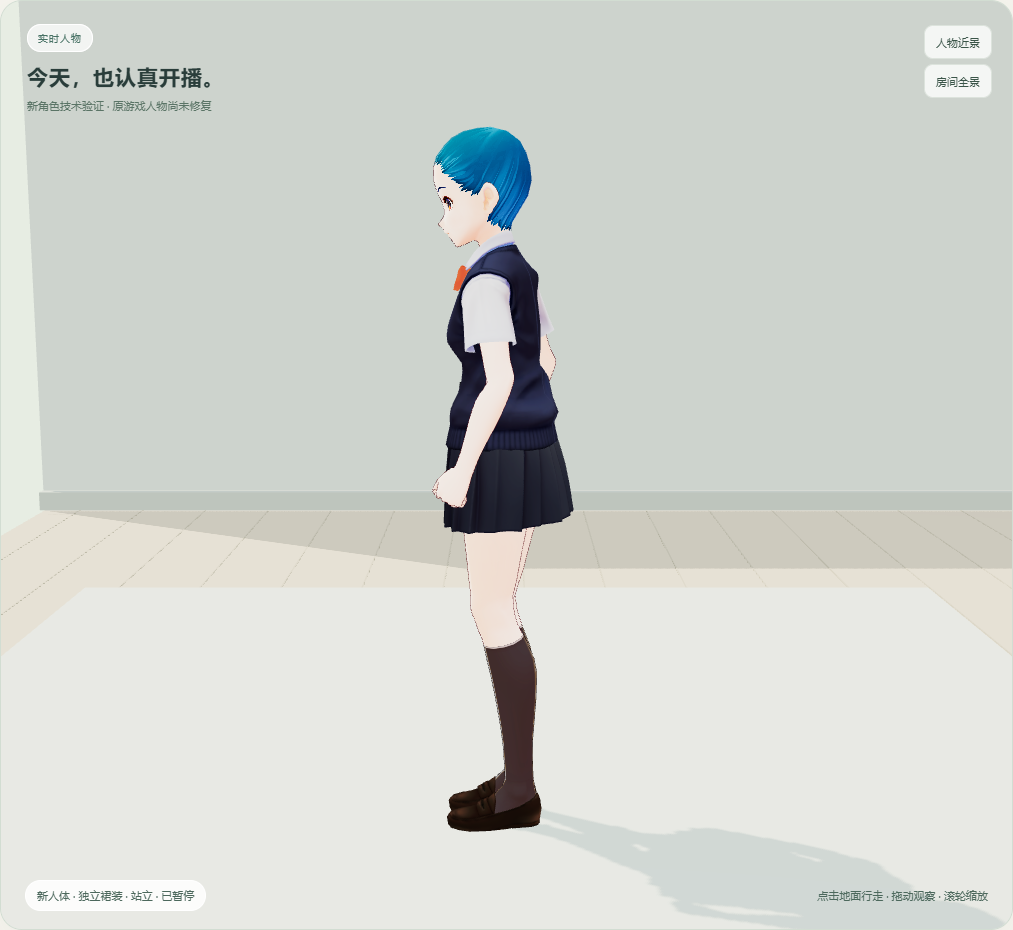 实时人物
今天，也认真开播。
新角色技术验证 · 原游戏人物尚未修复
人物近景
房间全景
新人体 · 独立裙装 · 站立 · 已暂停
点击地面行走 · 拖动观察 · 滚轮缩放